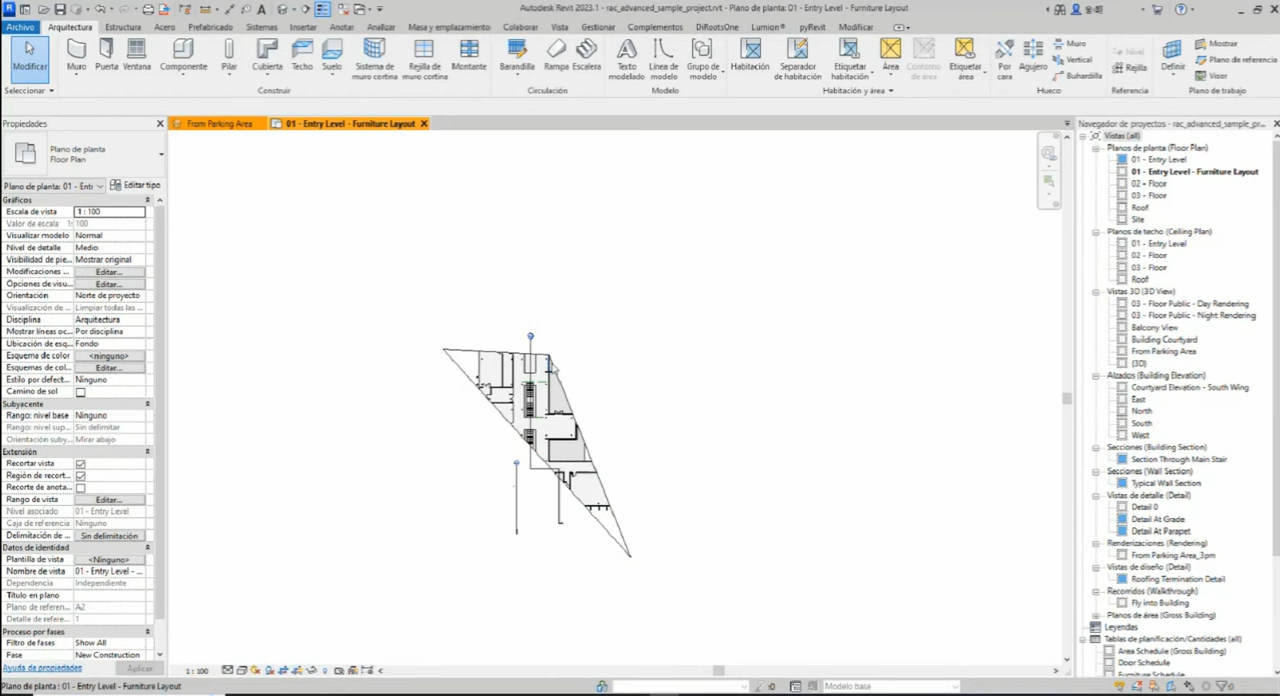 Autodesk Revit 2023.1 - rac_advanced_sample_project.rvt - Plano de planta: 01 - Entry Level - Furniture Layout
Archivo Arquitectura Estructura Acero Prefabricado Sistemas Insertar Anotar Analizar Masa y emplazamiento Colaborar Vista Gestionar Complementos DiRootsOne Lumion® pyRevit Modificar
Modificar Muro Puerta Ventana Componente Pilar Cubierta Techo Suelo Sistema de muro cortina Rejilla de muro cortina Montante Barandilla Rampa Escalera Texto modelado Línea de modelo Grupo de modelo Habitación Separador de habitación Etiquetar habitación Área Contorno de área Etiquetar área Por cara Agujero Muro Vertical Buhardilla Nivel Rejilla Definir Mostrar Plano de referencia Visor
Seleccionar Construir Circulación Modelo Habitación y área Hueco Referencia Plano de trabajo
Propiedades
From Parking Area
01 - Entry Level - Furniture Layout
Plano de planta
Floor Plan
Plano de planta: 01 - Entr Editar tipo
Gráficos
Escala de vista 1 : 100
Valor de escala 1: 100
Visualizar modelo Normal
Nivel de detalle Medio
Visibilidad de pie... Mostrar original
Modificaciones ... Editar...
Opciones de visu... Editar...
Orientación Norte de proyecto
Visualización de ... Limpiar todas las ...
Disciplina Arquitectura
Mostrar líneas oc... Por disciplina
Ubicación de esq... Fondo
Esquema de color <ninguno>
Esquemas de col... Editar...
Estilo por defect... Ninguno
Camino de sol
Subyacente
Rango: nivel base Ninguno
Rango: nivel sup... Sin delimitar
Orientación suby... Mirar abajo
Extensión
Recortar vista
Región de recort...
Recorte de anota...
Rango de vista Editar...
Nivel asociado 01 - Entry Level
Caja de referencia Ninguno
Delimitación de ... Sin delimitación
Datos de identidad
Plantilla de vista <Ninguno>
Nombre de vista 01 - Entry Level - ...
Dependencia Independiente
Título en plano
Plano de referen... A2
Detalle de refere... 1
Proceso por fases
Filtro de fases Show All
Fase New Construction
Ayuda de propiedades Aplicar
1 : 100
Plano de planta : 01 - Entry Level - Furniture Layout
:0
Modelo base
:0
Navegador de proyectos - rac_advanced_sample_pr...
Vistas (all)
Planos de planta (Floor Plan)
01 - Entry Level
01 - Entry Level - Furniture Layout
02 - Floor
03 - Floor
Roof
Site
Planos de techo (Ceiling Plan)
01 - Entry Level
02 - Floor
03 - Floor
Roof
Vistas 3D (3D View)
03 - Floor Public - Day Rendering
03 - Floor Public - Night Rendering
Balcony View
Building Courtyard
From Parking Area
{3D}
Alzados (Building Elevation)
Courtyard Elevation - South Wing
East
North
South
West
Secciones (Building Section)
Section Through Main Stair
Secciones (Wall Section)
Typical Wall Section
Vistas de detalle (Detail)
Detail 0
Detail At Grade
Detail At Parapet
Renderizaciones (Rendering)
From Parking Area_3pm
Vistas de diseño (Detail)
Roofing Termination Detail
Recorridos (Walkthrough)
Fly into Building
Planos de área (Gross Building)
Leyendas
Tablas de planificación/Cantidades (all)
Area Schedule (Gross Building)
Door Schedule
Furniture Schedule